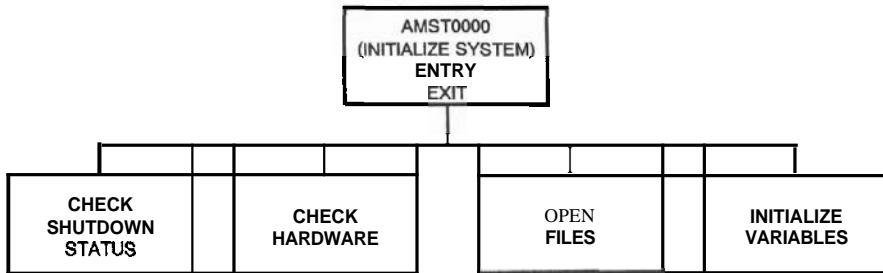 AMST0000
(INITIALIZE SYSTEM)
ENTRY
EXIT
CHECK
SHUTDOWN
STATUS
CHECK
HARDWARE
OPEN
FILES
INITIALIZE
VARIABLES